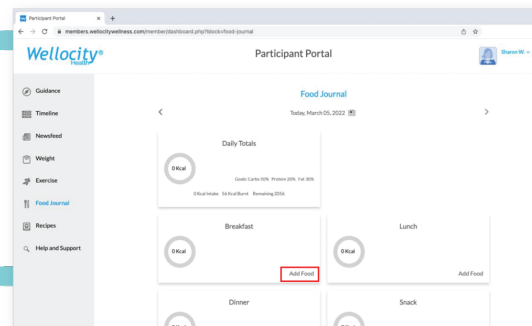 Participant Portal
members.wellocitywellness.com/member/dashboard.php?block=food-journal
Wellocity®
Health
Participant Portal
Sharon W.
Guidance
Timeline
Newsfeed
Weight
Exercise
Food Journal
Recipes
Help and Support
Food Journal
Today, March 05, 2022
Daily Totals
0 Kcal
Goals: Carbs 50% Protein 20% Fat 30%
0 Kcal Intake 56 Kcal Burnt Remaining 2056
Breakfast
0 Kcal
Add Food
Lunch
0 Kcal
Add Food
Dinner
Snack